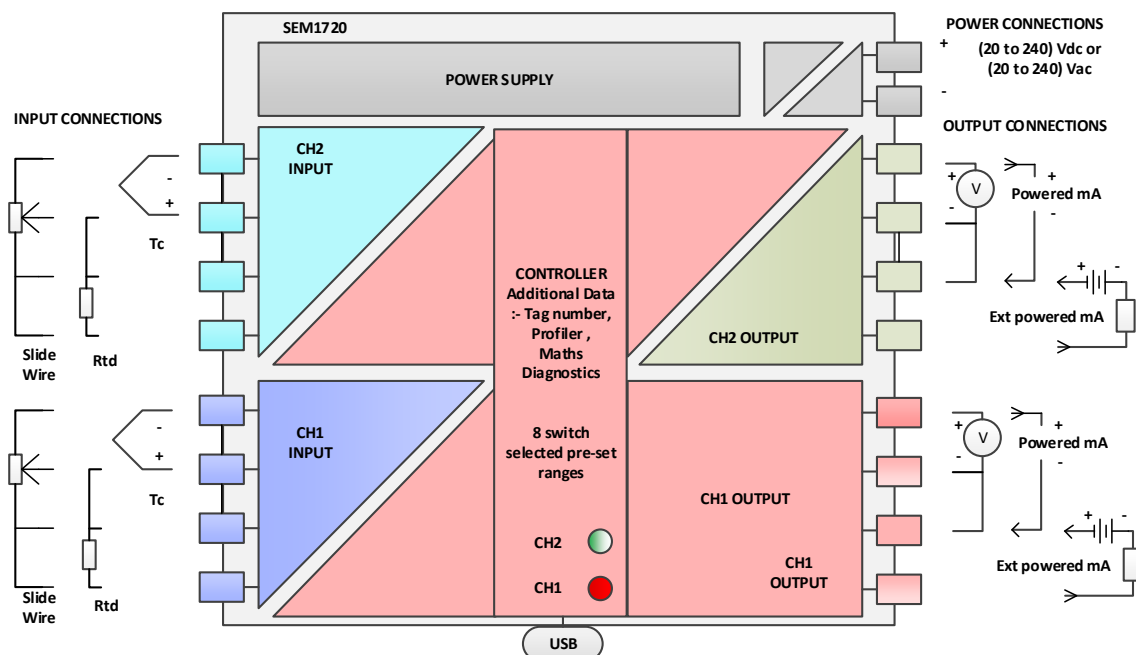 SEM1720
POWER SUPPLY
POWER CONNECTIONS
+ (20 to 240) Vdc or
(20 to 240) Vac
-
INPUT CONNECTIONS
OUTPUT CONNECTIONS
CH2
INPUT
-
+
Tc
Slide
Wire
Rtd
CONTROLLER
Additional Data
:- Tag number,
Profiler ,
Maths
Diagnostics
8 switch
selected pre-set
ranges
CH2
CH1
CH2 OUTPUT
+
V
-
+
Powered mA
-
+ -
Ext powered mA
CH1
INPUT
-
+
Tc
Slide
Wire
Rtd
CH1 OUTPUT
CH1
OUTPUT
+
V
-
+
Powered mA
-
+ -
Ext powered mA
USB